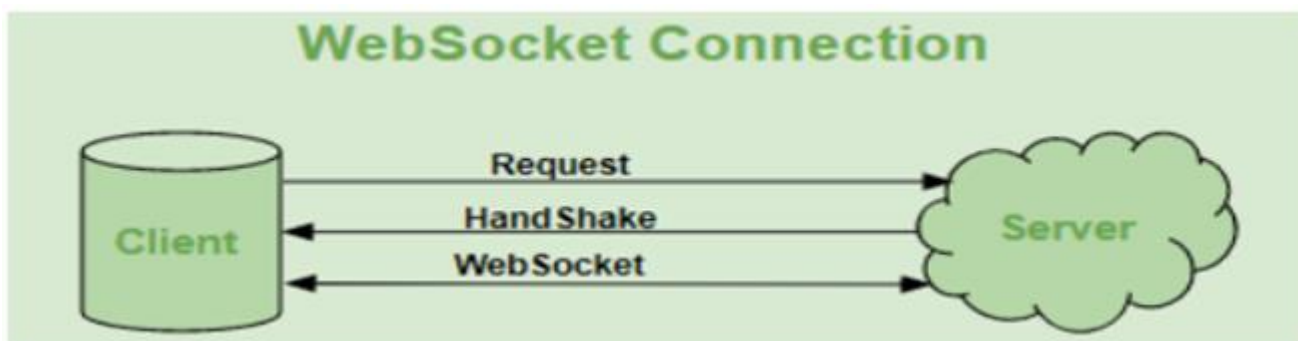 WebSocket Connection
Request
HandShake
Client
Server
WebSocket